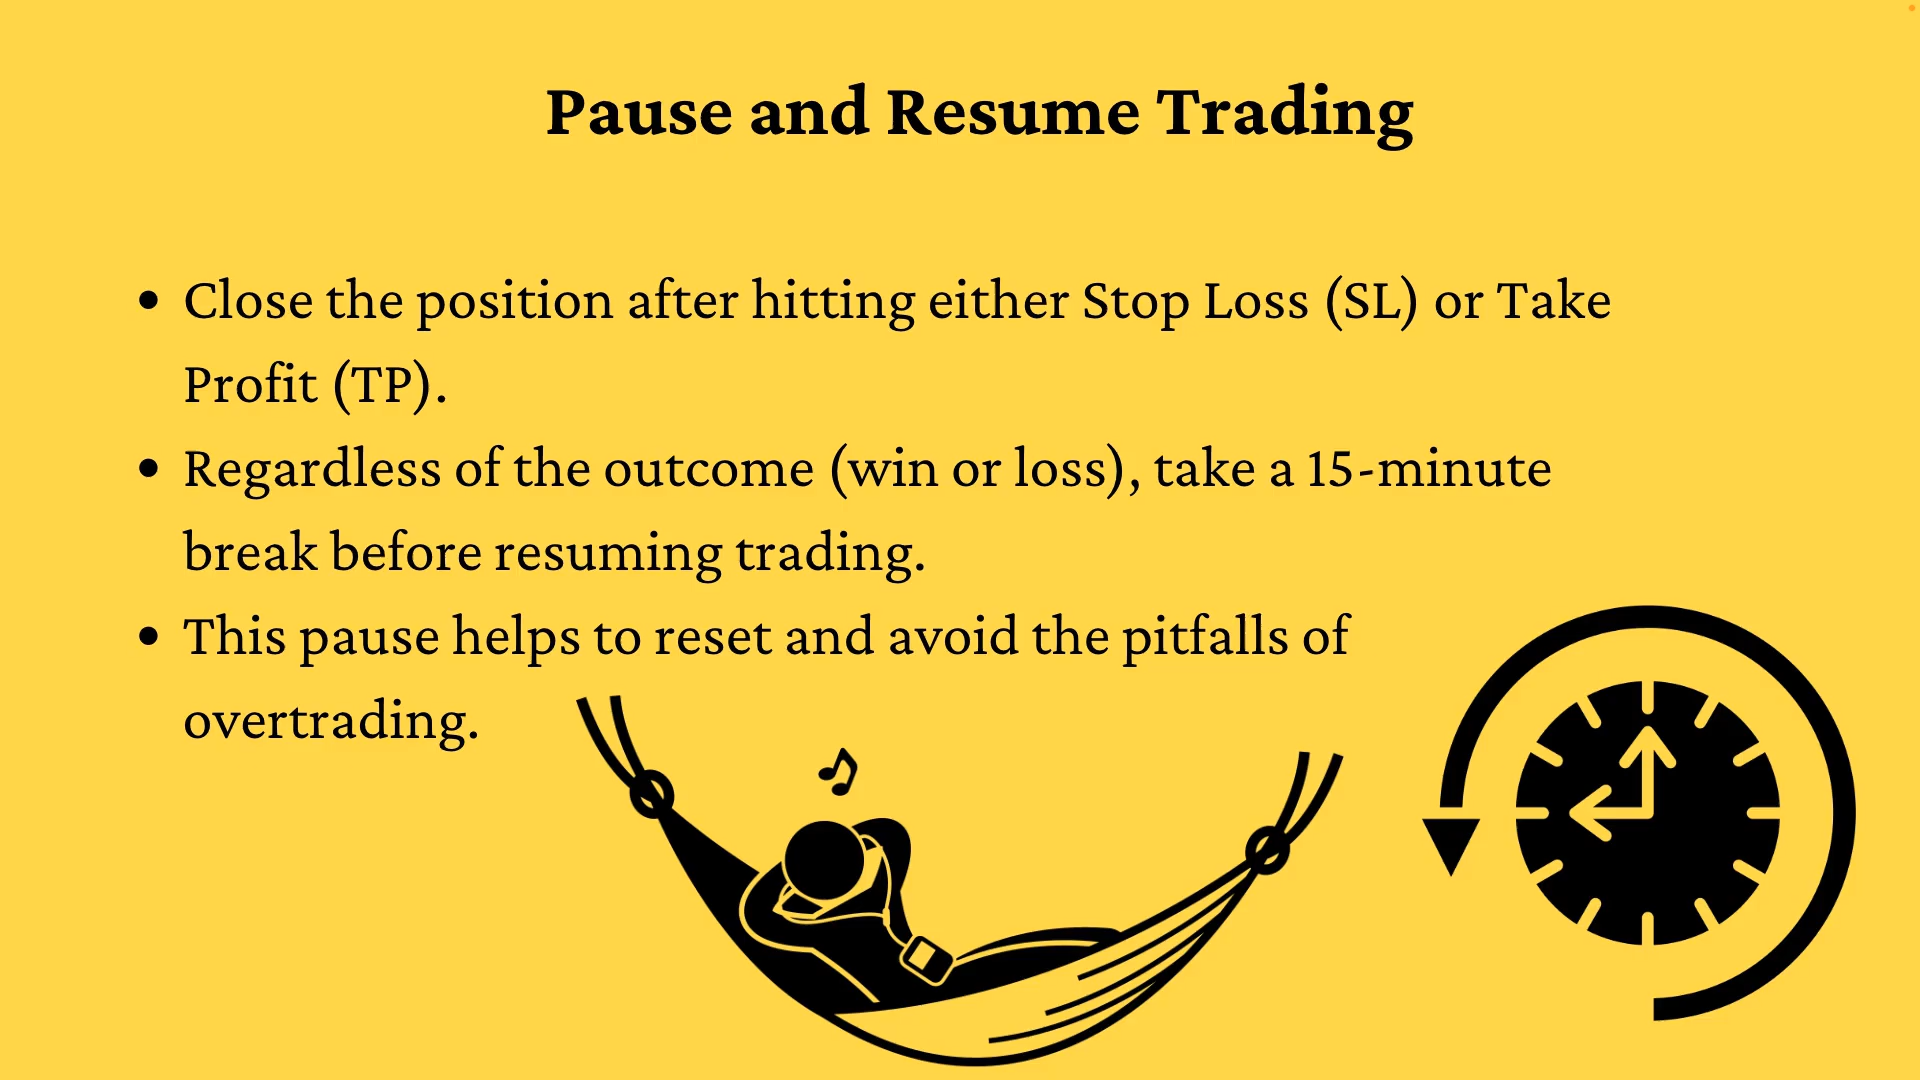 Pause and Resume Trading
• Close the position after hitting either Stop Loss (SL) or Take
Profit (TP).
• Regardless of the outcome (win or loss), take a 15-minute
break before resuming trading.
• This pause helps to reset and avoid the pitfalls of
overtrading.